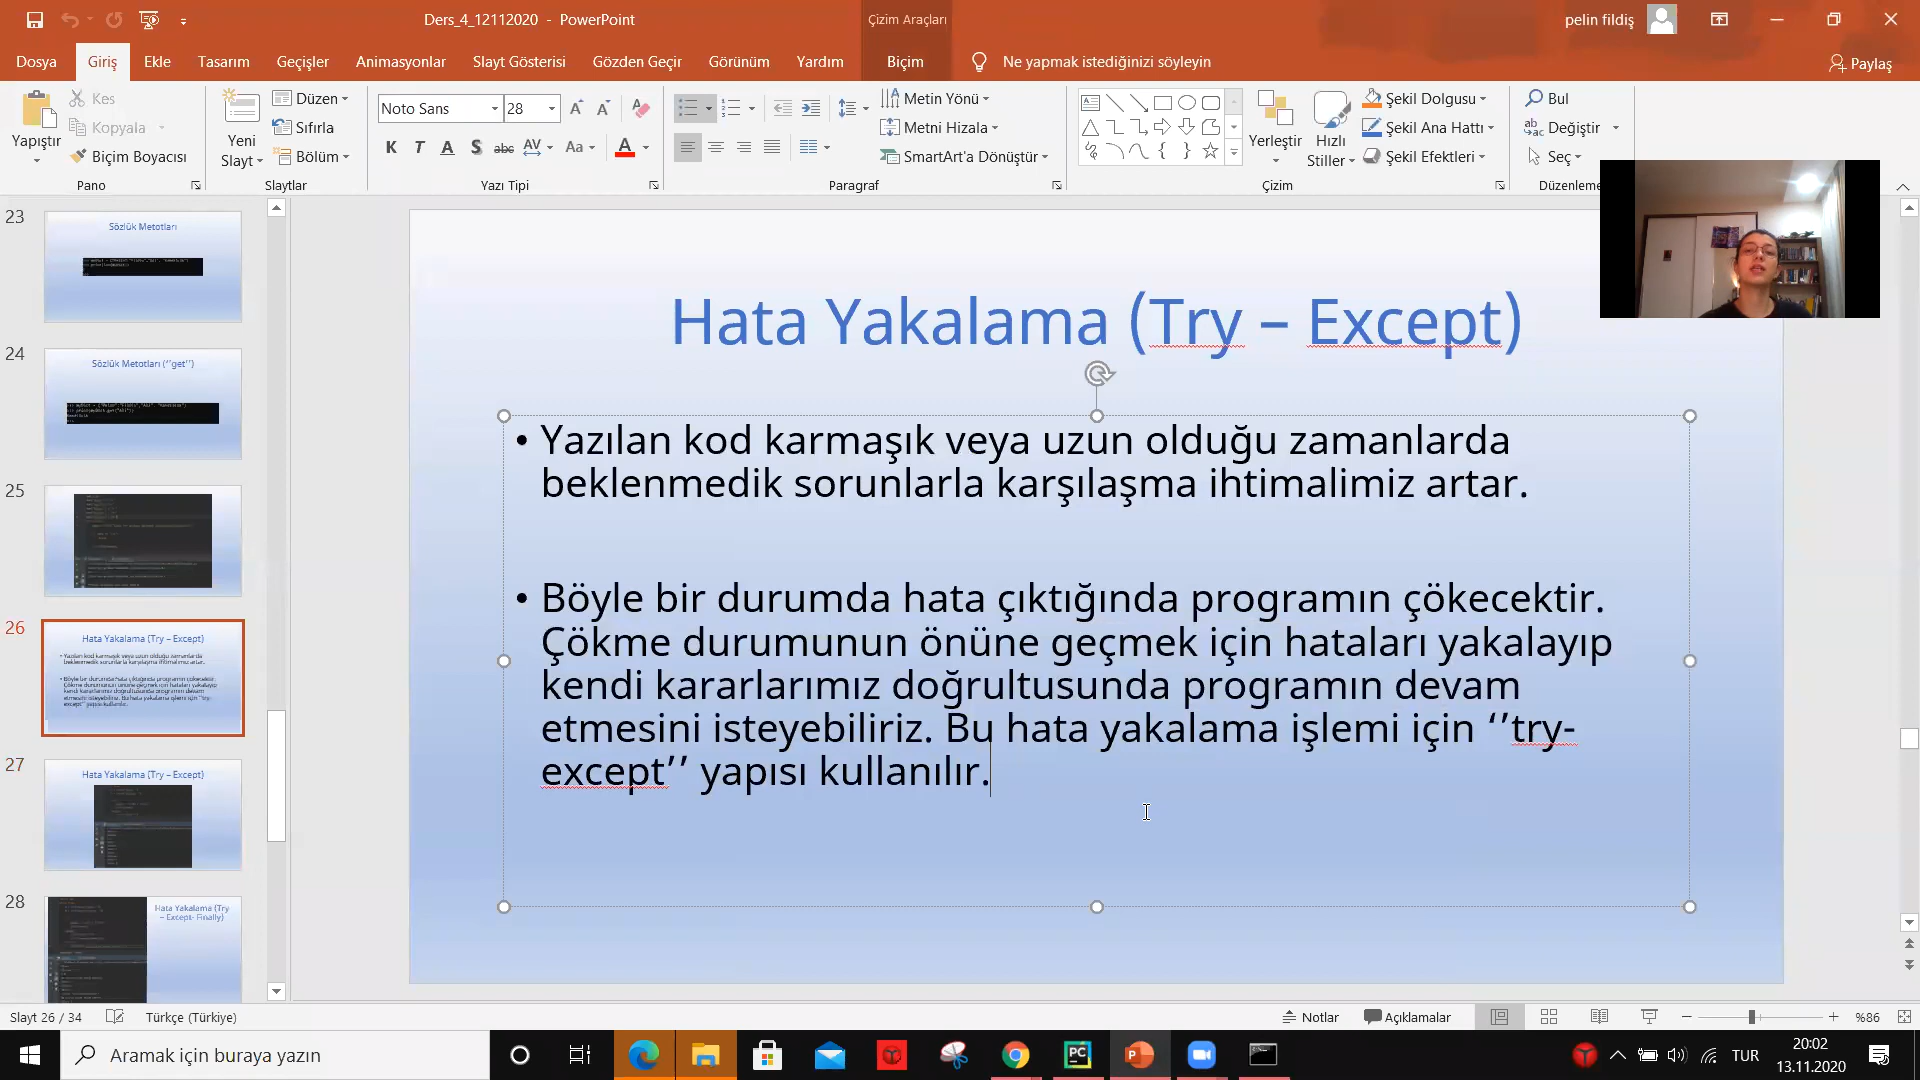 Ders_4_12112020 - PowerPoint
Çizim Araçları
pelin fildiş
Dosya Giriş Ekle Tasarım Geçişler Animasyonlar Slayt Gösterisi Gözden Geçir Görünüm Yardım Biçim Ne yapmak istediğinizi söyleyin Paylaş
Yapıştır
Kes
Kopyala
Biçim Boyacısı
Pano
Yeni Slayt
Düzen
Sıfırla
Bölüm
Slaytlar
Noto Sans 28
K T A S abc AV Aa A
Yazı Tipi
Metin Yönü
Metni Hizala
SmartArt'a Dönüştür
Paragraf
Yerleştir
Hızlı Stiller
Şekil Dolgusu
Şekil Ana Hattı
Şekil Efektleri
Çizim
Bul
Değiştir
Seç
Düzenleme
23
Sözlük Metotları
24
Sözlük Metotları (‘’get’’)
25
26
Hata Yakalama (Try – Except)
27
Hata Yakalama (Try – Except)
28
Hata Yakalama (Try
– Except- Finally)
Hata Yakalama (Try – Except)
• Yazılan kod karmaşık veya uzun olduğu zamanlarda
beklenmedik sorunlarla karşılaşma ihtimalimiz artar.
• Böyle bir durumda hata çıktığında programın çökecektir.
Çökme durumunun önüne geçmek için hataları yakalayıp
kendi kararlarımız doğrultusunda programın devam
etmesini isteyebiliriz. Bu hata yakalama işlemi için ‘’try-
except’’ yapısı kullanılır.
Slayt 26 / 34 Türkçe (Türkiye) Notlar Açıklamalar %86
Aramak için buraya yazın
TUR
20:02
13.11.2020